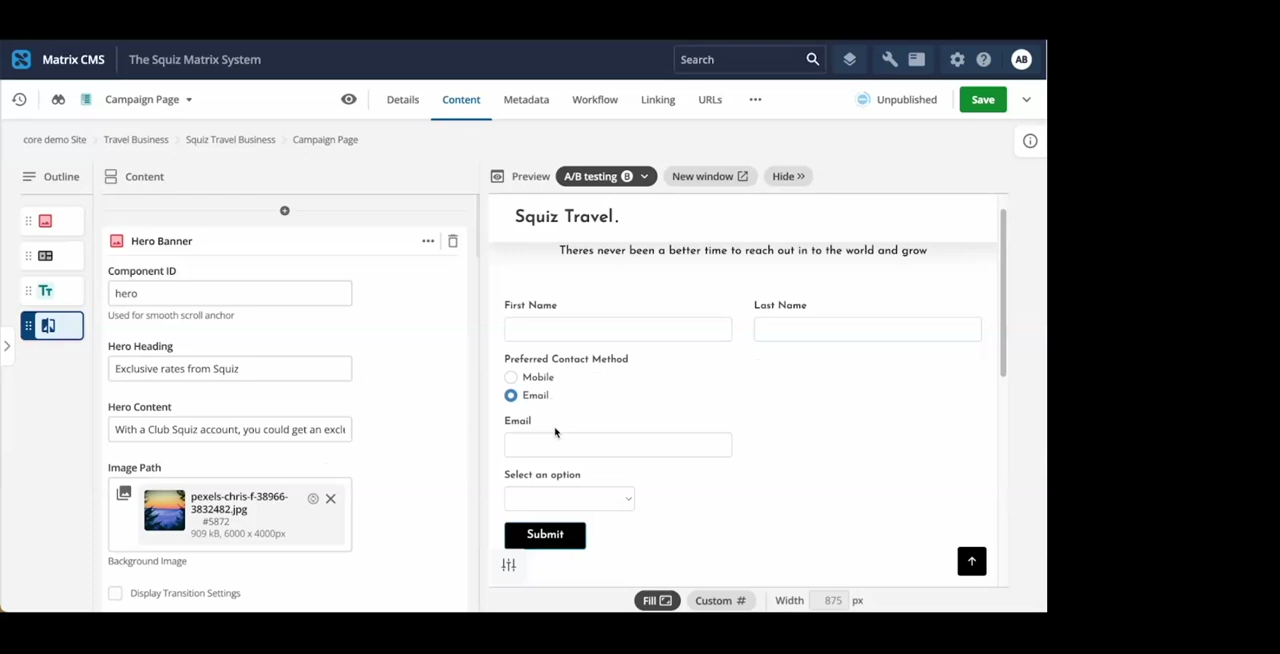 Matrix CMS The Squiz Matrix System Search AB
Campaign Page Details Content Metadata Workflow Linking URLs ••• Unpublished Save
core demo Site Travel Business Squiz Travel Business Campaign Page
Outline Content Preview A/B testing B New window Hide »
Hero Banner
Component ID
hero
Used for smooth scroll anchor
Hero Heading
Exclusive rates from Squiz
Hero Content
With a Club Squiz account, you could get an exclu
Image Path
pexels-chris-f-38966-
3832482.jpg
#5872
909 kB, 6000 x 4000px
Background Image
Display Transition Settings
Squiz Travel.
Theres never been a better time to reach out in to the world and grow
First Name Last Name
Preferred Contact Method
Mobile
Email
Email
Select an option
Submit
Fill Custom # Width 875 px